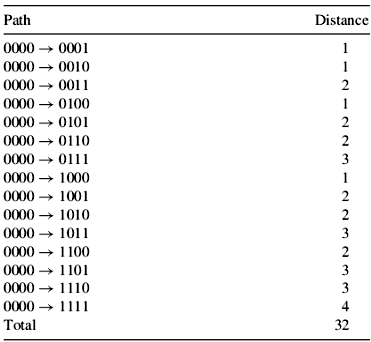 Path Distance
0000 → 0001 1
0000 → 0010 1
0000 → 0011 2
0000 → 0100 1
0000 → 0101 2
0000 → 0110 2
0000 → 0111 3
0000 → 1000 1
0000 → 1001 2
0000 → 1010 2
0000 → 1011 3
0000 → 1100 2
0000 → 1101 3
0000 → 1110 3
0000 → 1111 4
Total 32